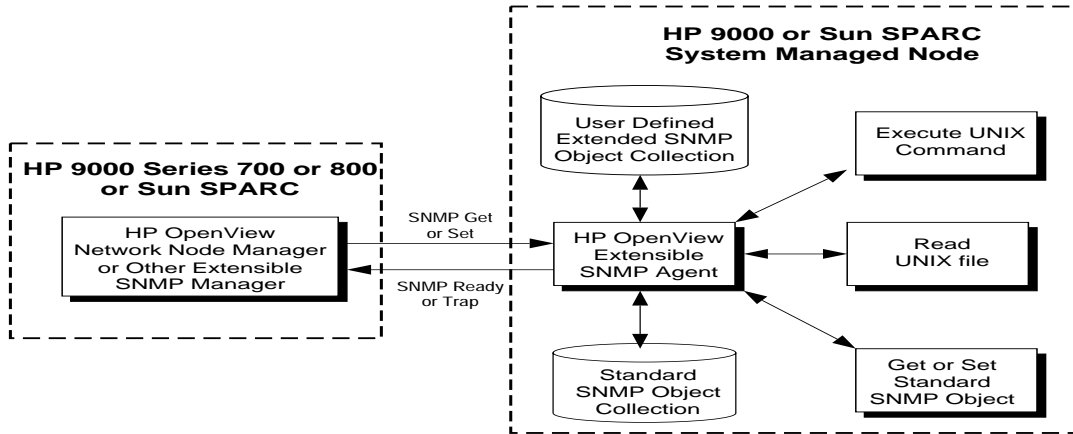 HP 9000 or Sun SPARC
System Managed Node
User Defined
Extended SNMP
Object Collection
Execute UNIX
Command
HP 9000 Series 700 or 800
or Sun SPARC
HP OpenView
Network Node Manager
or Other Extensible
SNMP Manager
SNMP Get
or Set
SNMP Ready
or Trap
HP OpenView
Extensible
SNMP Agent
Read
UNIX file
Standard
SNMP Object
Collection
Get or Set
Standard
SNMP Object